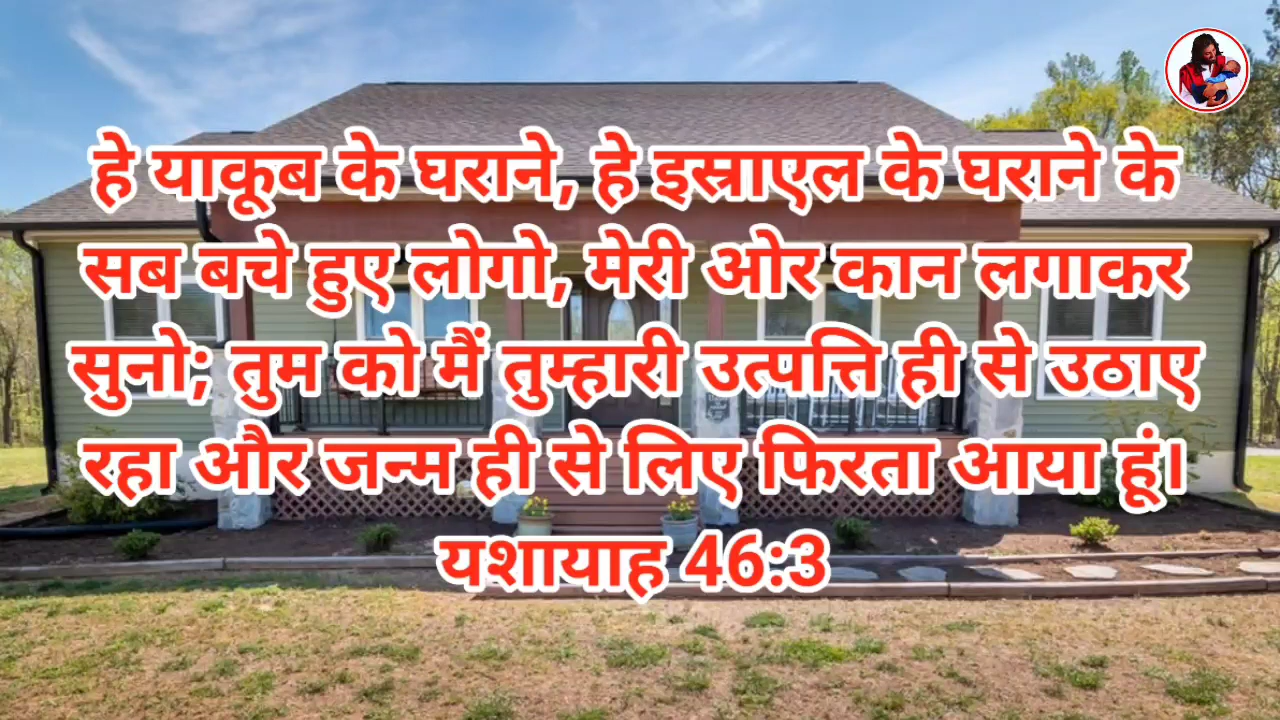 हे याकूब के घराने, हे इस्राएल के घराने के
सब बचे हुए लोगो, मेरी ओर कान लगाकर
सुनो; तुम को मैं तुम्हारी उत्पत्ति ही से उठाए
रहा और जन्म ही से लिए फिरता आया हूं।
यशायाह 46:3